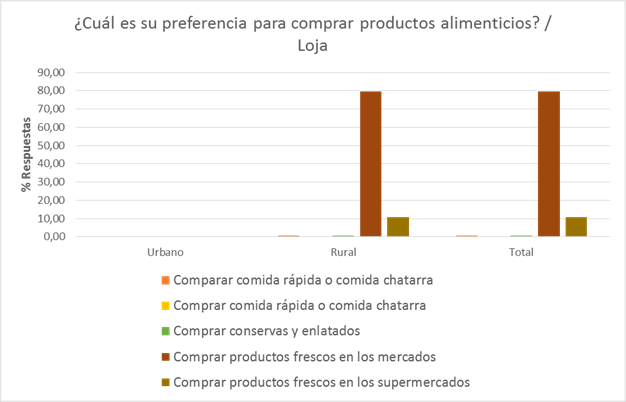 ¿Cuál es su preferencia para comprar productos alimenticios? /
Loja
90,00
80,00
70,00
60,00
50,00
40,00
30,00
20,00
10,00
0,00
% Respuestas
Urbano
Rural
Total
Comparar comida rápida o comida chatarra
Comprar comida rápida o comida chatarra
Comprar conservas y enlatados
Comprar productos frescos en los mercados
Comprar productos frescos en los supermercados